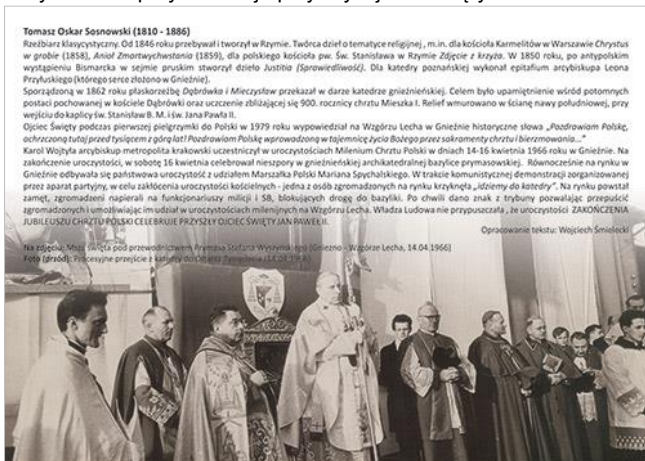 Tomasz Oskar Sosnowski (1810 - 1886)
Rzeźbiarz klasycystyczny. Od 1846 roku przebywał i tworzył w Rzymie. Twórca dzieł o tematyce religijnej , m.in. dla kościoła Karmelitów w Warszawie Chrystus
w grobie (1858), Anioł Zmartwychwstania (1859), dla polskiego kościoła pw. Św. Stanisława w Rzymie Zdjęcie z krzyża. W 1850 roku, po antypolskim
wystąpieniu Bismarcka w sejmie pruskim stworzył dzieło Justitia (Sprawiedliwość). Dla katedry poznańskiej wykonał epitafium arcybiskupa Leona
Przyłuskiego (którego serce złożono w Gnieźnie).
Sporządzoną w 1862 roku płaskorzeźbę Dąbrówka i Mieczysław przekazał w darze katedrze gnieźnieńskiej. Celem było upamiętnienie wśród potomnych
postaci pochowanej w kościele Dąbrówki oraz uczczenie zbliżającej się 900. rocznicy chrztu Mieszka I. Relief wmurowano w ścianę nawy południowej, przy
wejściu do kaplicy św. Stanisława B. M. i św. Jana Pawła II.
Ojciec Święty podczas pierwszej pielgrzymki do Polski w 1979 roku wypowiedział na Wzgórzu Lecha w Gnieźnie historyczne słowa „Pozdrawiam Polskę,
ochrzczoną tutaj przed tysiącem z górą lat! Pozdrawiam Polskę wprowadzoną w tajemnicę życia Bożego przez sakramenty chrztu i bierzmowania..."
Karol Wojtyła arcybiskup metropolita krakowski uczestniczył w uroczystościach Milenium Chrztu Polski w dniach 14-16 kwietnia 1966 roku w Gnieźnie. Na
zakończenie uroczystości, w sobotę 16 kwietnia celebrował nieszpory w gnieźnieńskiej archikatedralnej bazylice prymasowskiej. Równocześnie na rynku w
Gnieźnie odbywała się państwowa uroczystość z udziałem Marszałka Polski Mariana Spychalskiego. W trakcie komunistycznej demonstracji zorganizowanej
przez aparat partyjny, w celu zakłócenia uroczystości kościelnych - jedna z osób zgromadzonych na rynku krzyknęła „idziemy do katedry". Na rynku powstał
zamęt, zgromadzeni napierali na funkcjonariuszy milicji i SB, blokujących drogę do bazyliki. Po chwili dano znak z trybuny pozwalając przepuścić
zgromadzonych i umożliwiając im udział w uroczystościach milenijnych na Wzgórzu Lecha. Władza Ludowa nie przypuszczała , że uroczystości ZAKOŃCZENIA
JUBILEUSZU CHRZTU POLSKI CELEBRUJE PRZYSZŁY OJCIEC ŚWIĘTY JAN PAWEŁ II.
Opracowanie tekstu: Wojciech Śmielecki
Na zdjęciu: Msza święta pod przewodnictwem Prymasa Stefana Wyszyńskiego (Gniezno - Wzgórze Lecha, 14.04.1966)
Foto (dr źród): Procesyjne przejście z katedry do ołtarza (14.04.1966)